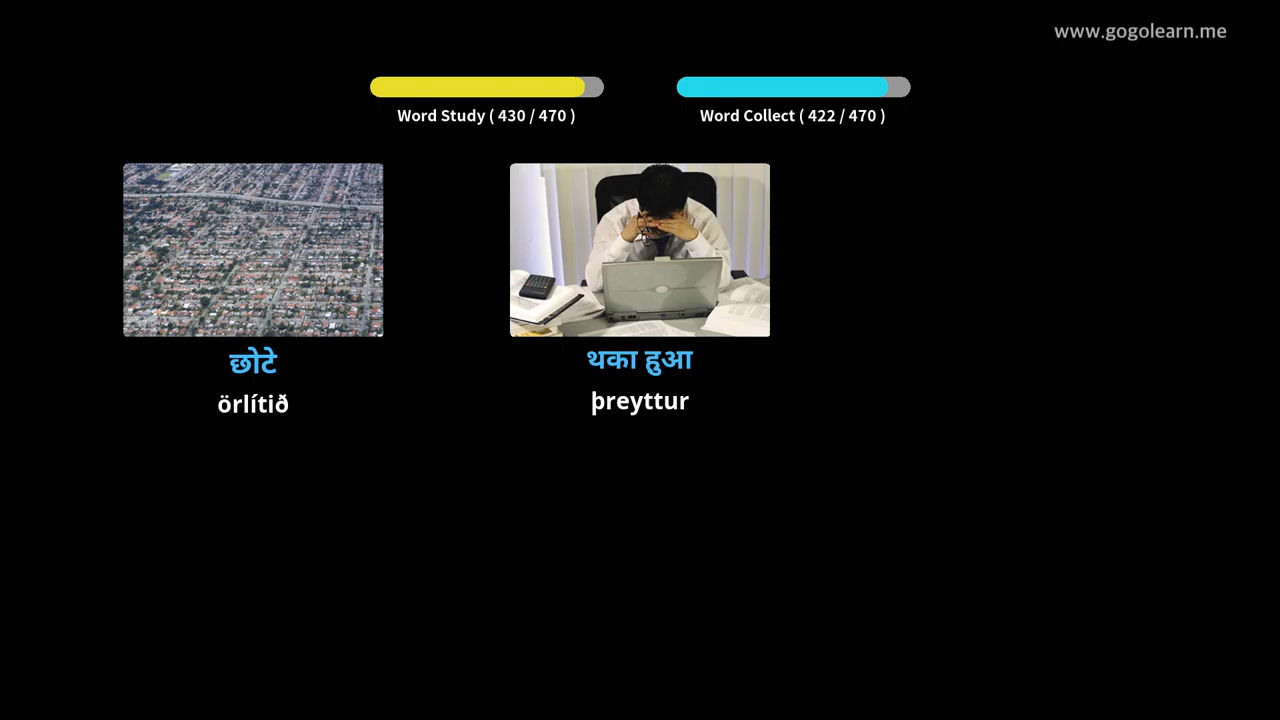 www.gogolearn.me
Word Study ( 430 / 470 )
Word Collect ( 422 / 470 )
छोटे
थका हुआ
örlítið
þreyttur